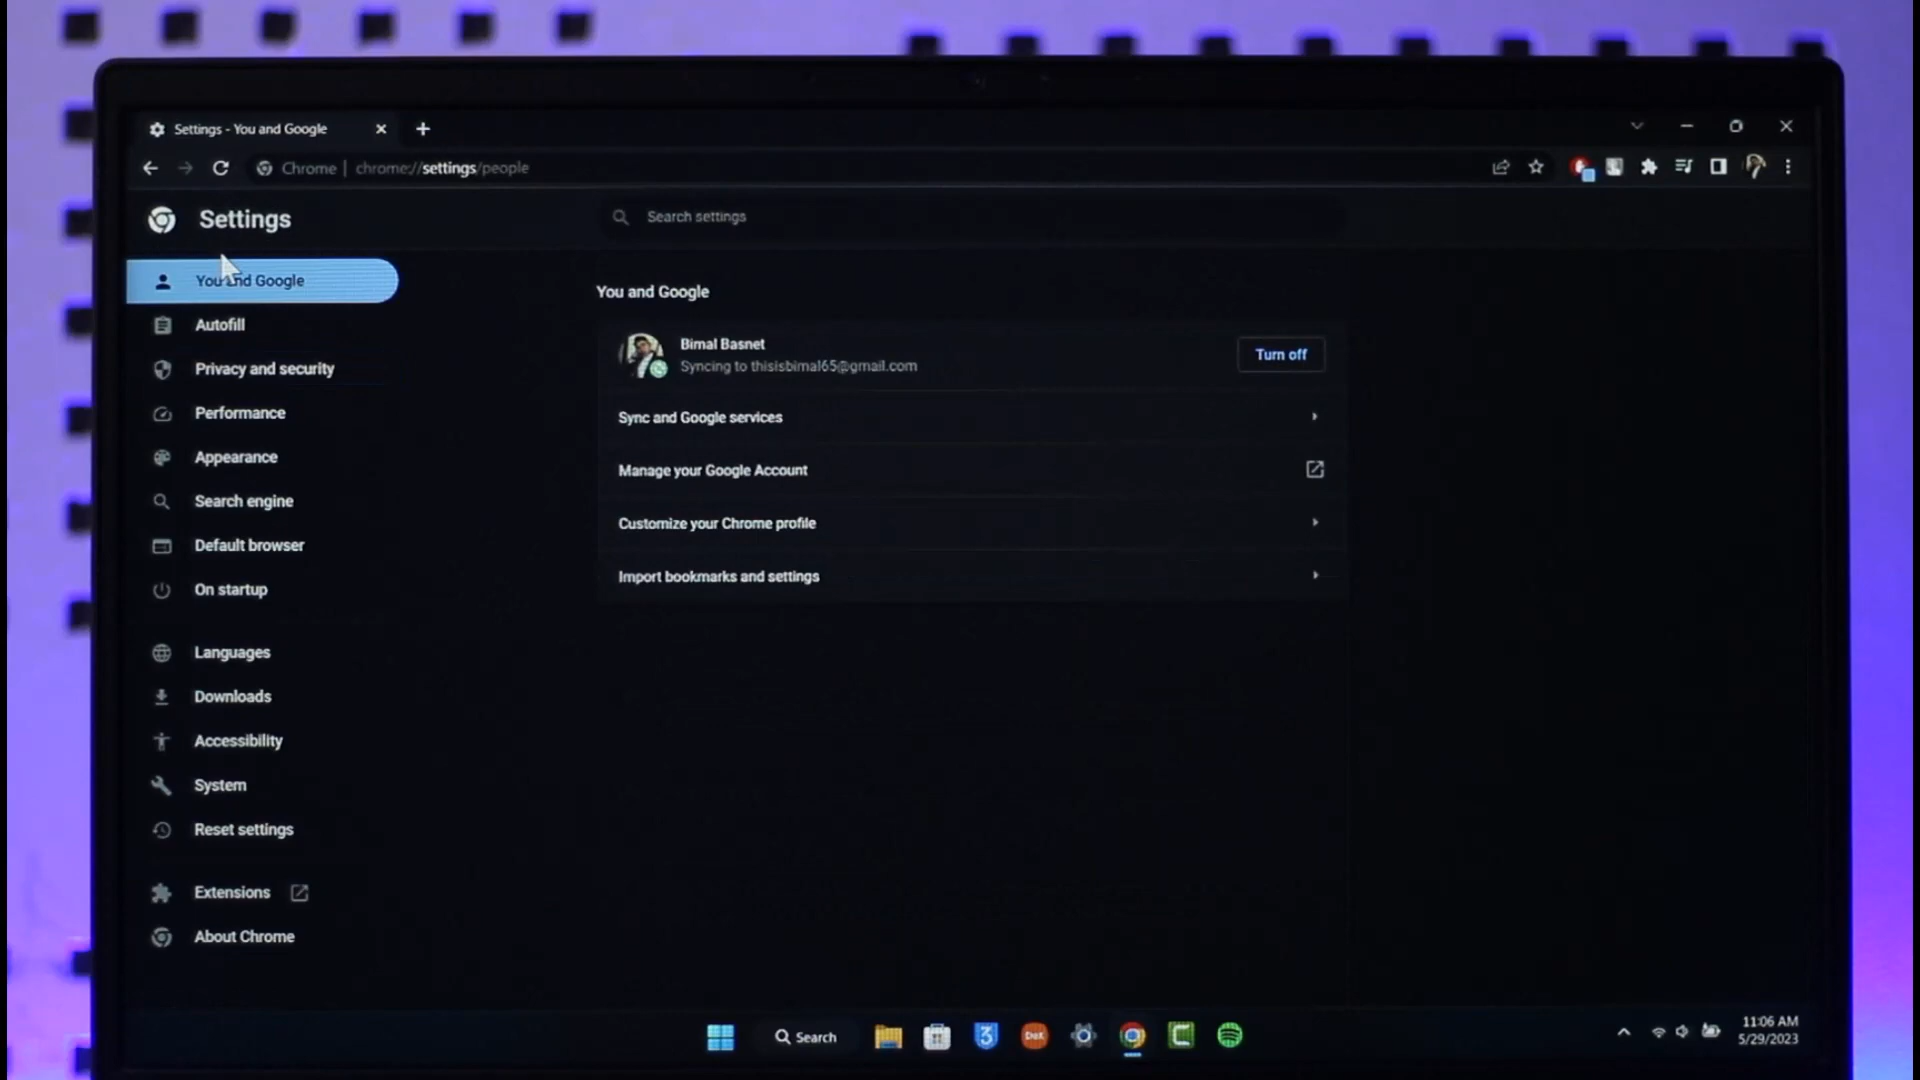 Settings - You and Google
Chrome | chrome://settings/people
Settings
Search settings
You and Google
Autofill
Privacy and security
Performance
Appearance
Search engine
Default browser
On startup
Languages
Downloads
Accessibility
System
Reset settings
Extensions
About Chrome
You and Google
Bimal Basnet
Syncing to thisisbimal65@gmail.com
Turn off
Sync and Google services
Manage your Google Account
Customize your Chrome profile
Import bookmarks and settings
Search
3
11:06 AM
5/29/2023